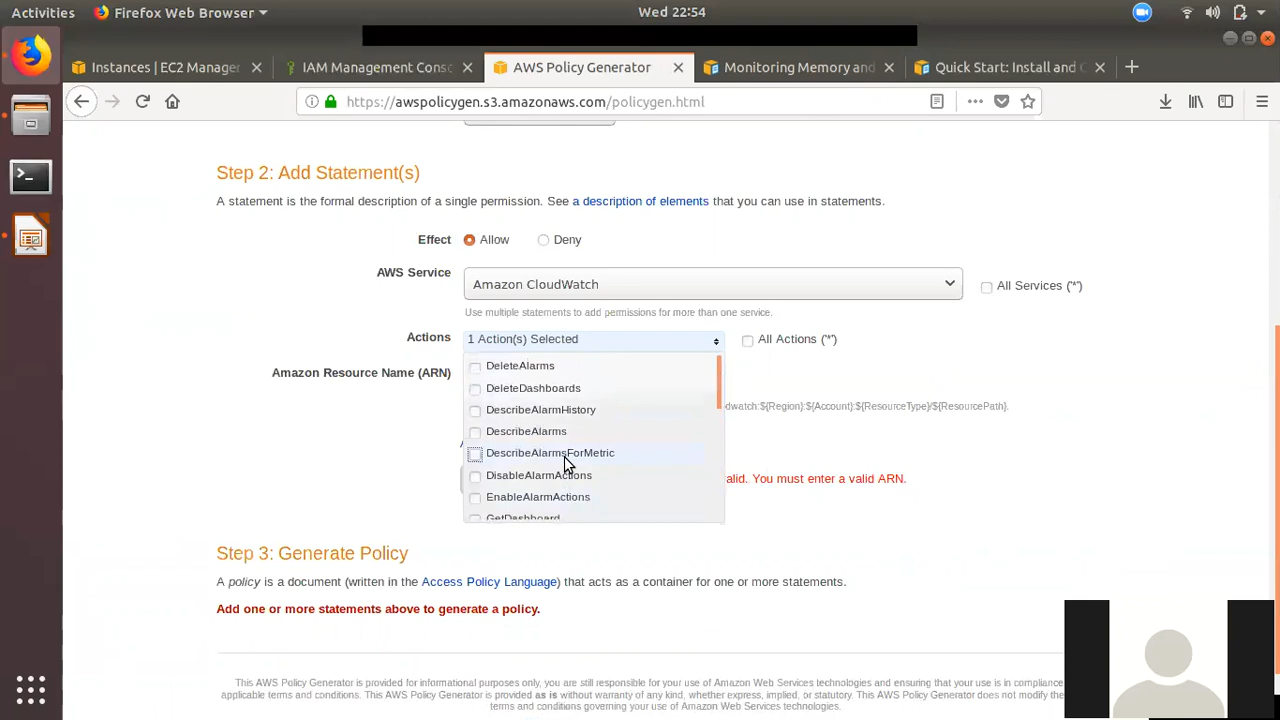 Activities
Firefox Web Browser
Wed 22:54
Instances | EC2 Manage
IAM Management Cons
AWS Policy Generator
Monitoring Memory and
Quick Start: Install and C
https://awspolicygen.s3.amazonaws.com/policygen.html
Step 2: Add Statement(s)
A statement is the formal description of a single permission. See a description of elements that you can use in statements.
Effect
Allow
Deny
AWS Service
Amazon CloudWatch
All Services ('*')
Use multiple statements to add permissions for more than one service.
Actions
1 Action(s) Selected
All Actions ('*')
DeleteAlarms
Amazon Resource Name (ARN)
DeleteDashboards
DescribeAlarmHistory
dwatch:${Region}:${Account}:${ResourceType}/${ResourcePath}.
DescribeAlarms
DescribeAlarmsForMetric
DisableAlarmActions
alid. You must enter a valid ARN.
EnableAlarmActions
GetDashboard
Step 3: Generate Policy
A policy is a document (written in the Access Policy Language) that acts as a container for one or more statements.
Add one or more statements above to generate a policy.
This AWS Policy Generator is provided for informational purposes only, you are still responsible for your use of Amazon Web Services technologies and ensuring that your use is in compliance
applicable terms and conditions. This AWS Policy Generator is provided as is without warranty of any kind, whether express, implied, or statutory. This AWS Policy Generator does not modify the
terms and conditions governing your use of Amazon Web Services technologies.